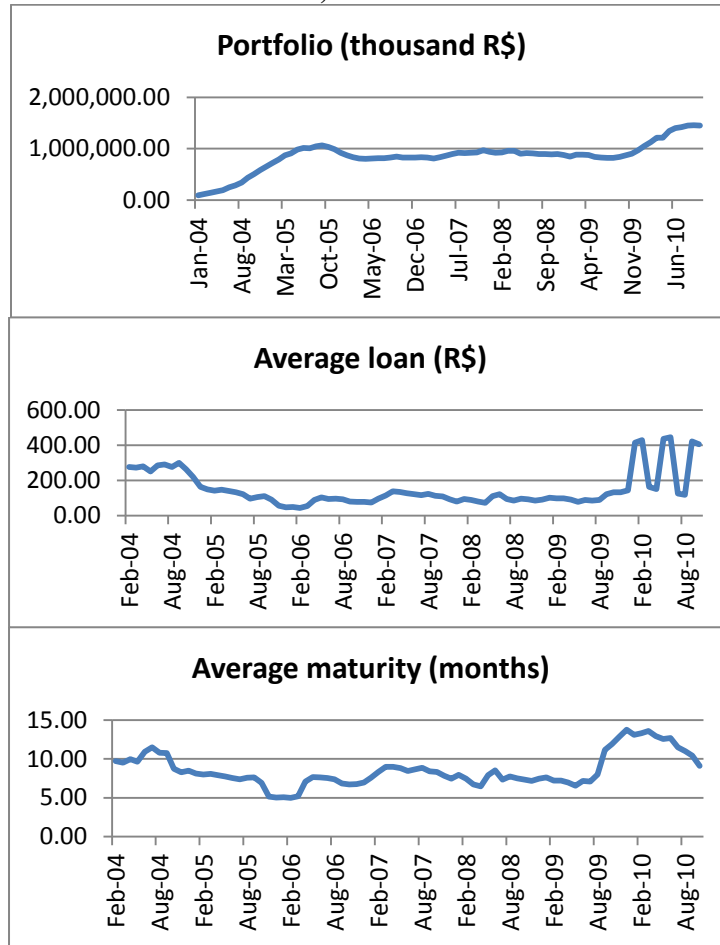 Portfolio (thousand R$)
2,000,000.00
1,000,000.00
0.00
Jan-04
Aug-04
Mar-05
Oct-05
May-06
Dec-06
Jul-07
Feb-08
Sep-08
Apr-09
Nov-09
Jun-10
Average loan (R$)
600.00
400.00
200.00
0.00
Feb-04
Aug-04
Feb-05
Aug-05
Feb-06
Aug-06
Feb-07
Aug-07
Feb-08
Aug-08
Feb-09
Aug-09
Feb-10
Aug-10
Average maturity (months)
15.00
10.00
5.00
0.00
Feb-04
Aug-04
Feb-05
Aug-05
Feb-06
Aug-06
Feb-07
Aug-07
Feb-08
Aug-08
Feb-09
Aug-09
Feb-10
Aug-10